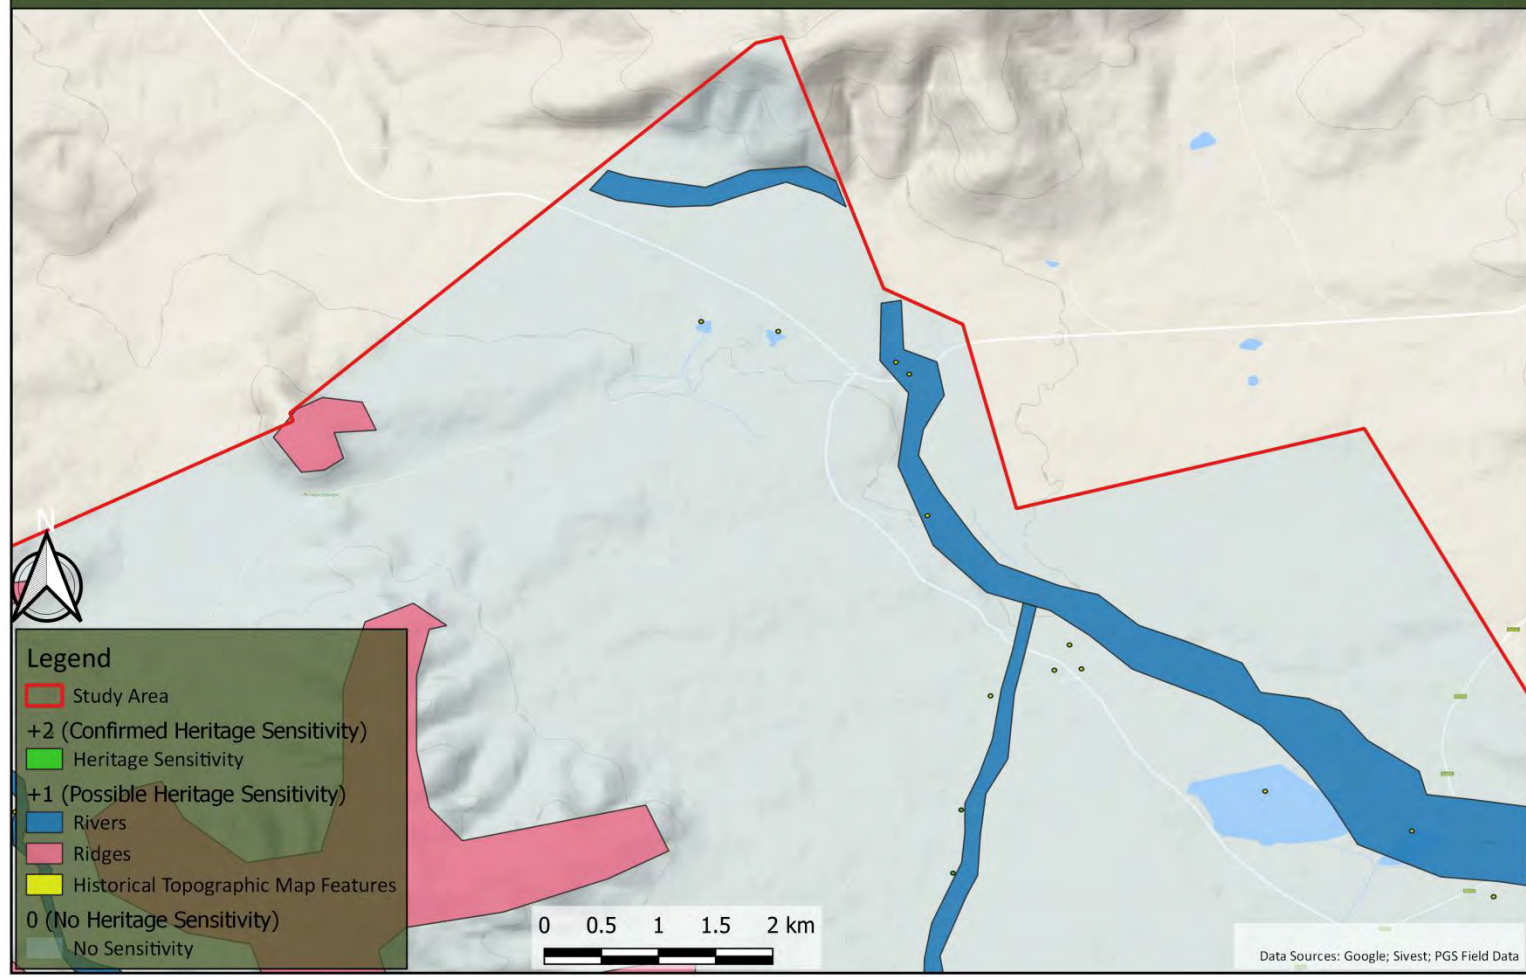 N
Legend
Study Area
+2 (Confirmed Heritage Sensitivity)
Heritage Sensitivity
+1 (Possible Heritage Sensitivity)
Rivers
Ridges
Historical Topographic Map Features
0 (No Heritage Sensitivity)
No Sensitivity
0 0.5 1 1.5 2 km
Data Sources: Google; Sivest; PGS Field Data